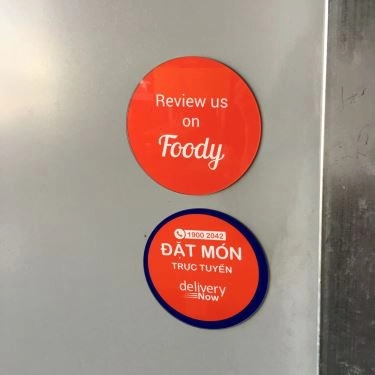 Review us
on
Foody
1900 2042
ĐẶT MÓN
TRỰC TUYẾN
delivery
Now